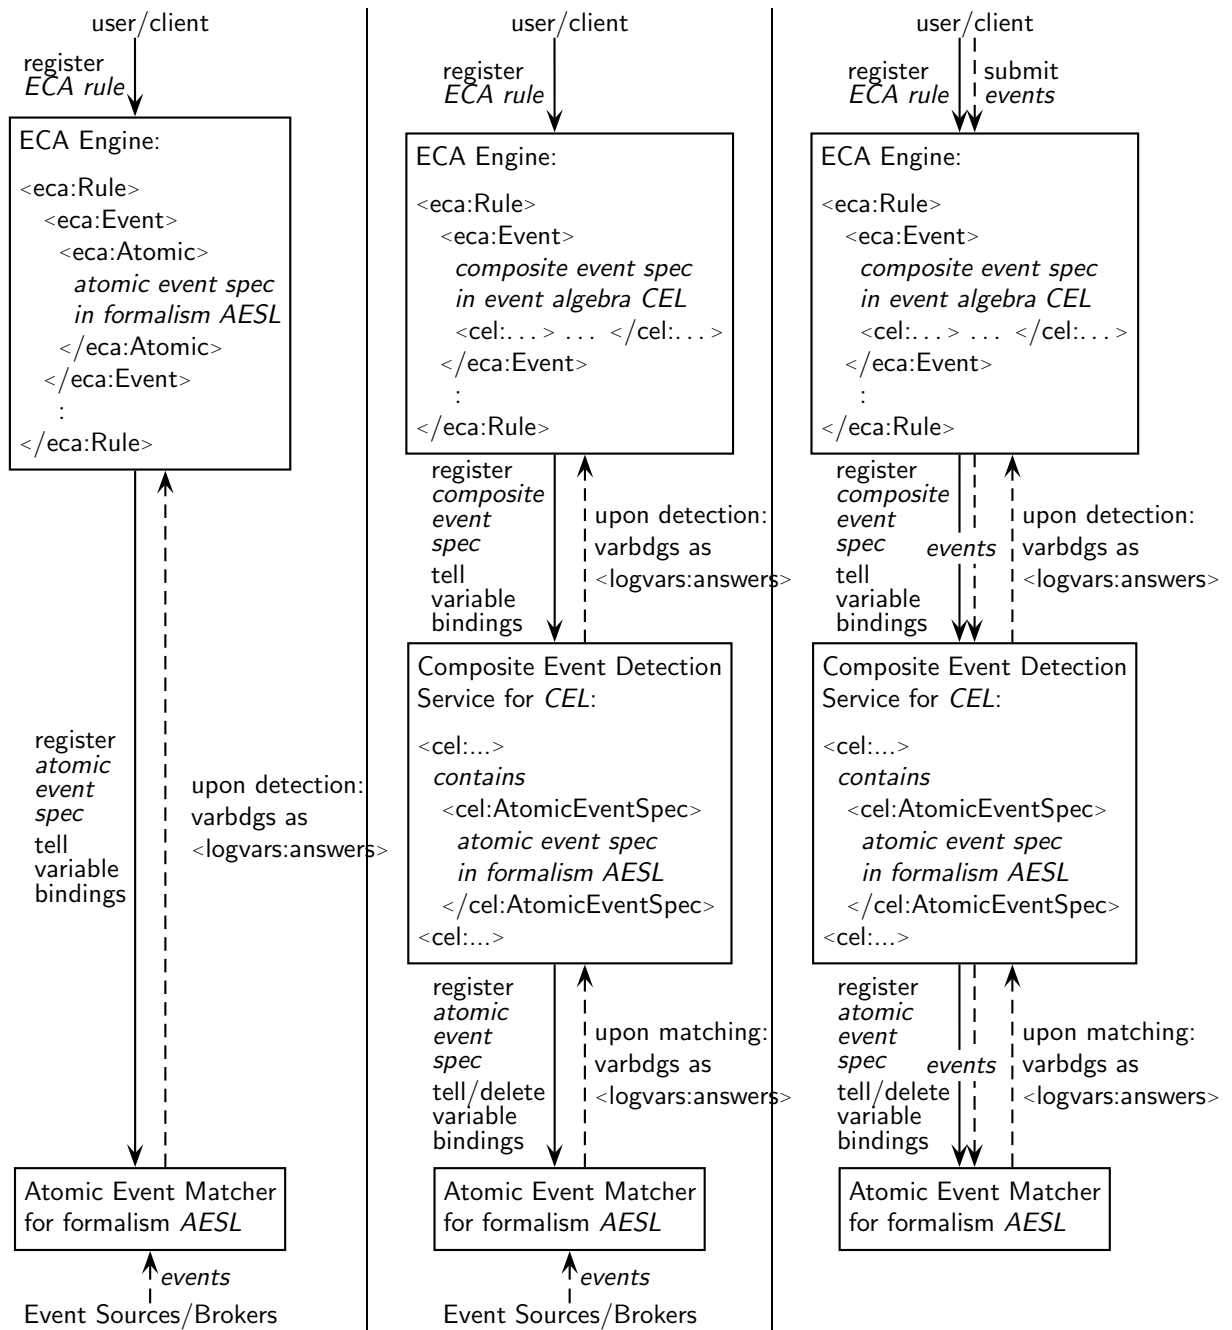 user/client
register
ECA rule
ECA Engine:
<eca:Rule>
<eca:Event>
<eca:Atomic>
atomic event spec
in formalism AESL
</eca:Atomic>
</eca:Event>
:
</eca:Rule>
register
atomic
event
spec
tell
variable
bindings
upon detection:
varbdgs as
<logvars:answers>
Atomic Event Matcher
for formalism AESL
events
Event Sources/Brokers
user/client
register
ECA rule
ECA Engine:
<eca:Rule>
<eca:Event>
composite event spec
in event algebra CEL
<cel:. . . > . . . </cel:. . . >
</eca:Event>
:
</eca:Rule>
register
composite
event
spec
tell
variable
bindings
upon detection:
varbdgs as
<logvars:answers>
Composite Event Detection
Service for CEL:
<cel:...>
contains
<cel:AtomicEventSpec>
atomic event spec
in formalism AESL
</cel:AtomicEventSpec>
<cel:...>
register
atomic
event
spec
tell/delete
variable
bindings
upon matching:
varbdgs as
<logvars:answers>
Atomic Event Matcher
for formalism AESL
events
Event Sources/Brokers
user/client
register
ECA rule
submit
events
ECA Engine:
<eca:Rule>
<eca:Event>
composite event spec
in event algebra CEL
<cel:. . . > . . . </cel:. . . >
</eca:Event>
:
</eca:Rule>
register
composite
event
spec
tell
variable
bindings
events
upon detection:
varbdgs as
<logvars:answers>
Composite Event Detection
Service for CEL:
<cel:...>
contains
<cel:AtomicEventSpec>
atomic event spec
in formalism AESL
</cel:AtomicEventSpec>
<cel:...>
register
atomic
event
spec
tell/delete
variable
bindings
events
upon matching:
varbdgs as
<logvars:answers>
Atomic Event Matcher
for formalism AESL